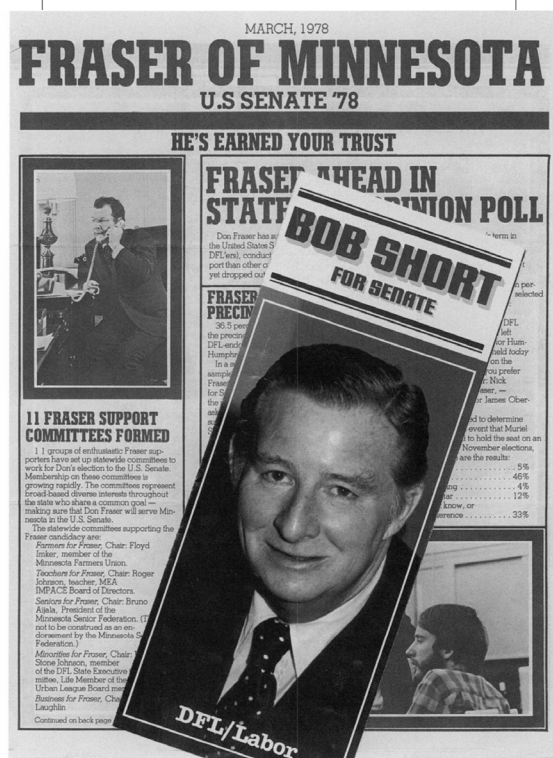 MARCH, 1978
FRASER OF MINNESOTA
U.S SENATE '78
HE'S EARNED YOUR TRUST
11 FRASER SUPPORT
COMMITTEES FORMED
11 groups of enthusiastic Fraser sup-
porters have set up statewide committees to
work for Don's election to the U.S. Senate.
Membership on these committees is
growing rapidly. The committees represent
broad-based diverse interests throughout
the state who share a common goal —
making sure that Don Fraser will serve Min-
nesota in the U.S. Senate.
The statewide committees supporting the
Fraser candidacy are:
Farmers for Fraser, Chair: Floyd
Imker, member of the
Minnesota Farmers Union.
Teachers for Fraser, Chair: Roger
Johnson, teacher, MEA
IMPACE Board of Directors.
Seniors for Fraser, Chair: Bruno
Aijala, President of the
Minnesota Senior Federation.
not to be construed as an en-
dorsement by the Minnesota
Federation.)
Minorities for Fraser, Chair:
Stone Johnson, member
of the DFL State Executive
mittee, Life Member of the
Urban League Board
Business for Fraser,
Laughlin
Continued on back page
FRASER AHEAD IN
OPINION POLL
Don Fraser has
term in
the United States
DFL'ers), conduct
port than other
yet dropped out
per-
selected
FRASER
36.5
the precinct
DFL
left
DFL-endo
or Hum-
Humphr
held today
In a
on the
sample
you prefer
Frase
r: Nick
for S
aser, —
the
or James Ober-
ed to determine
event that Muriel
to hold the seat on an
November elections,
are the results:
5%
46%
4%
12%
know, or
erence 33%
BOB SHORT
FOR SENATE
DFL/Labor